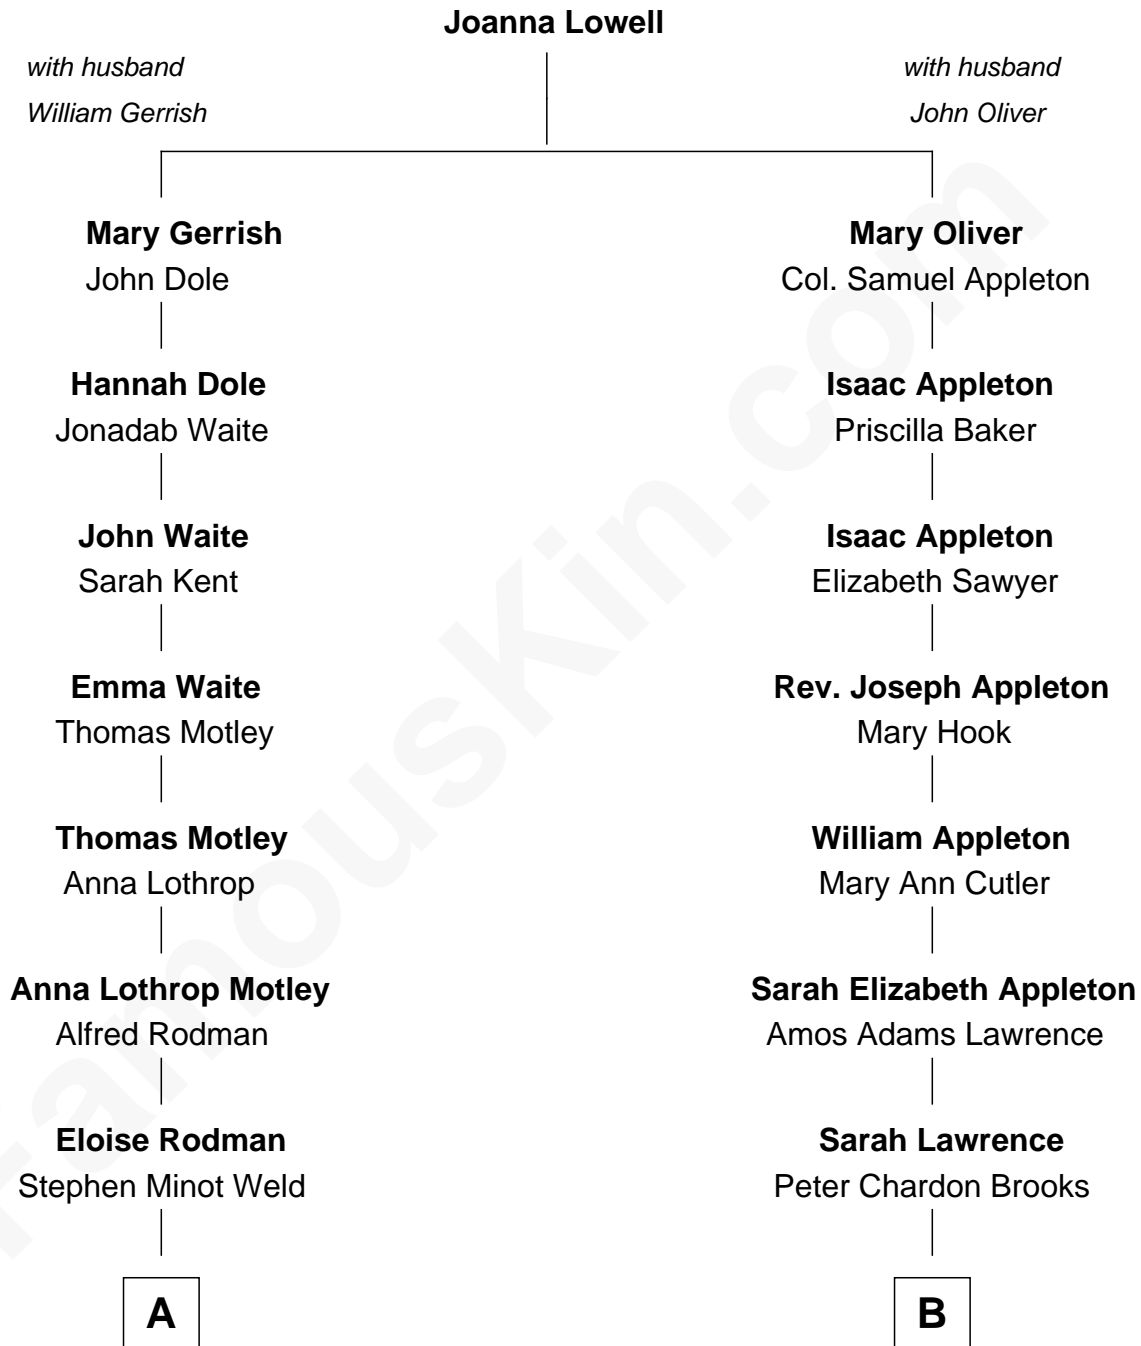 Joanna Lowell
with husband
William Gerrish
with husband
John Oliver
Mary Gerrish
John Dole
Hannah Dole
Jonadab Waite
John Waite
Sarah Kent
Emma Waite
Thomas Motley
Thomas Motley
Anna Lothrop
Anna Lothrop Motley
Alfred Rodman
Eloise Rodman
Stephen Minot Weld
A
Mary Oliver
Col. Samuel Appleton
Isaac Appleton
Priscilla Baker
Isaac Appleton
Elizabeth Sawyer
Rev. Joseph Appleton
Mary Hook
William Appleton
Mary Ann Cutler
Sarah Elizabeth Appleton
Amos Adams Lawrence
Sarah Lawrence
Peter Chardon Brooks
B
FamousKin.com